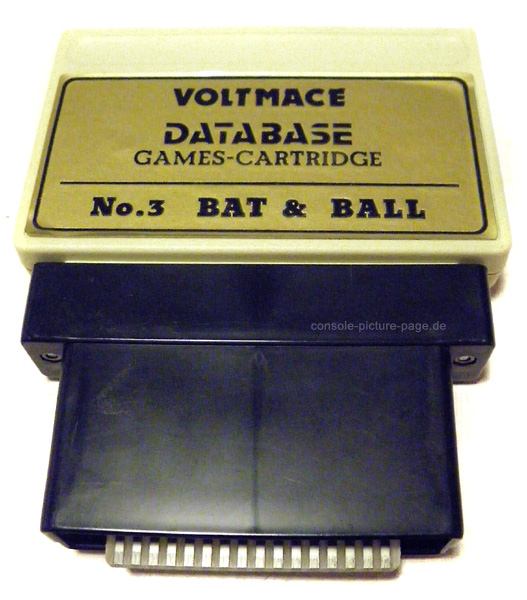 VOLTMACE
DATABASE
GAMES-CARTRIDGE
No.3 BAT & BALL
console-picture-page.de